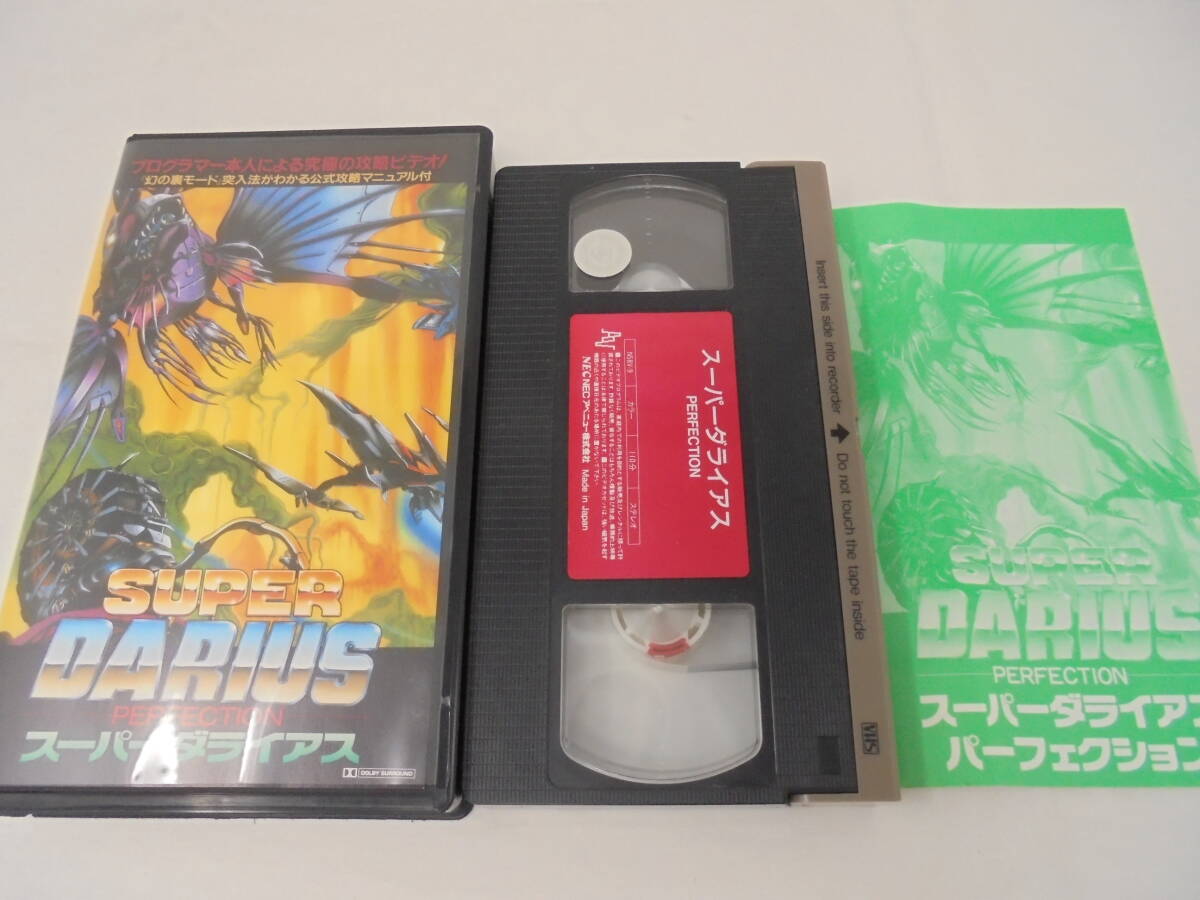 プログラマー本人による究極の攻略ビデオ!
「幻の裏モード」突入法がわかる公式攻略マニュアル付
SUPER
DARIUS
PERFECTION
スーパーダライアス
DOLBY SURROUND
スーパーダライアス
PERFECTION
カラー
110分
ステレオ
NEC NECアベニュー株式会社 Made in Japan
Insert this side into recorder
Do not touch the tape inside
VHS
SUPER
DARIUS
PERFECTION
スーパーダライアス
パーフェクション